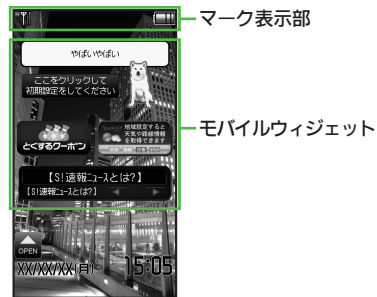 マーク表示部
やばいやばい
ここをクリックして
初期設定をしてください
モバイルウィジェット
とくするクーポン
地域設定すると
天気や路線情報
を取得できます
【S!速報ニュースとは?】
【S!速報ニュースとは?】
OPEN
XX/XX/XX(月) 15:05